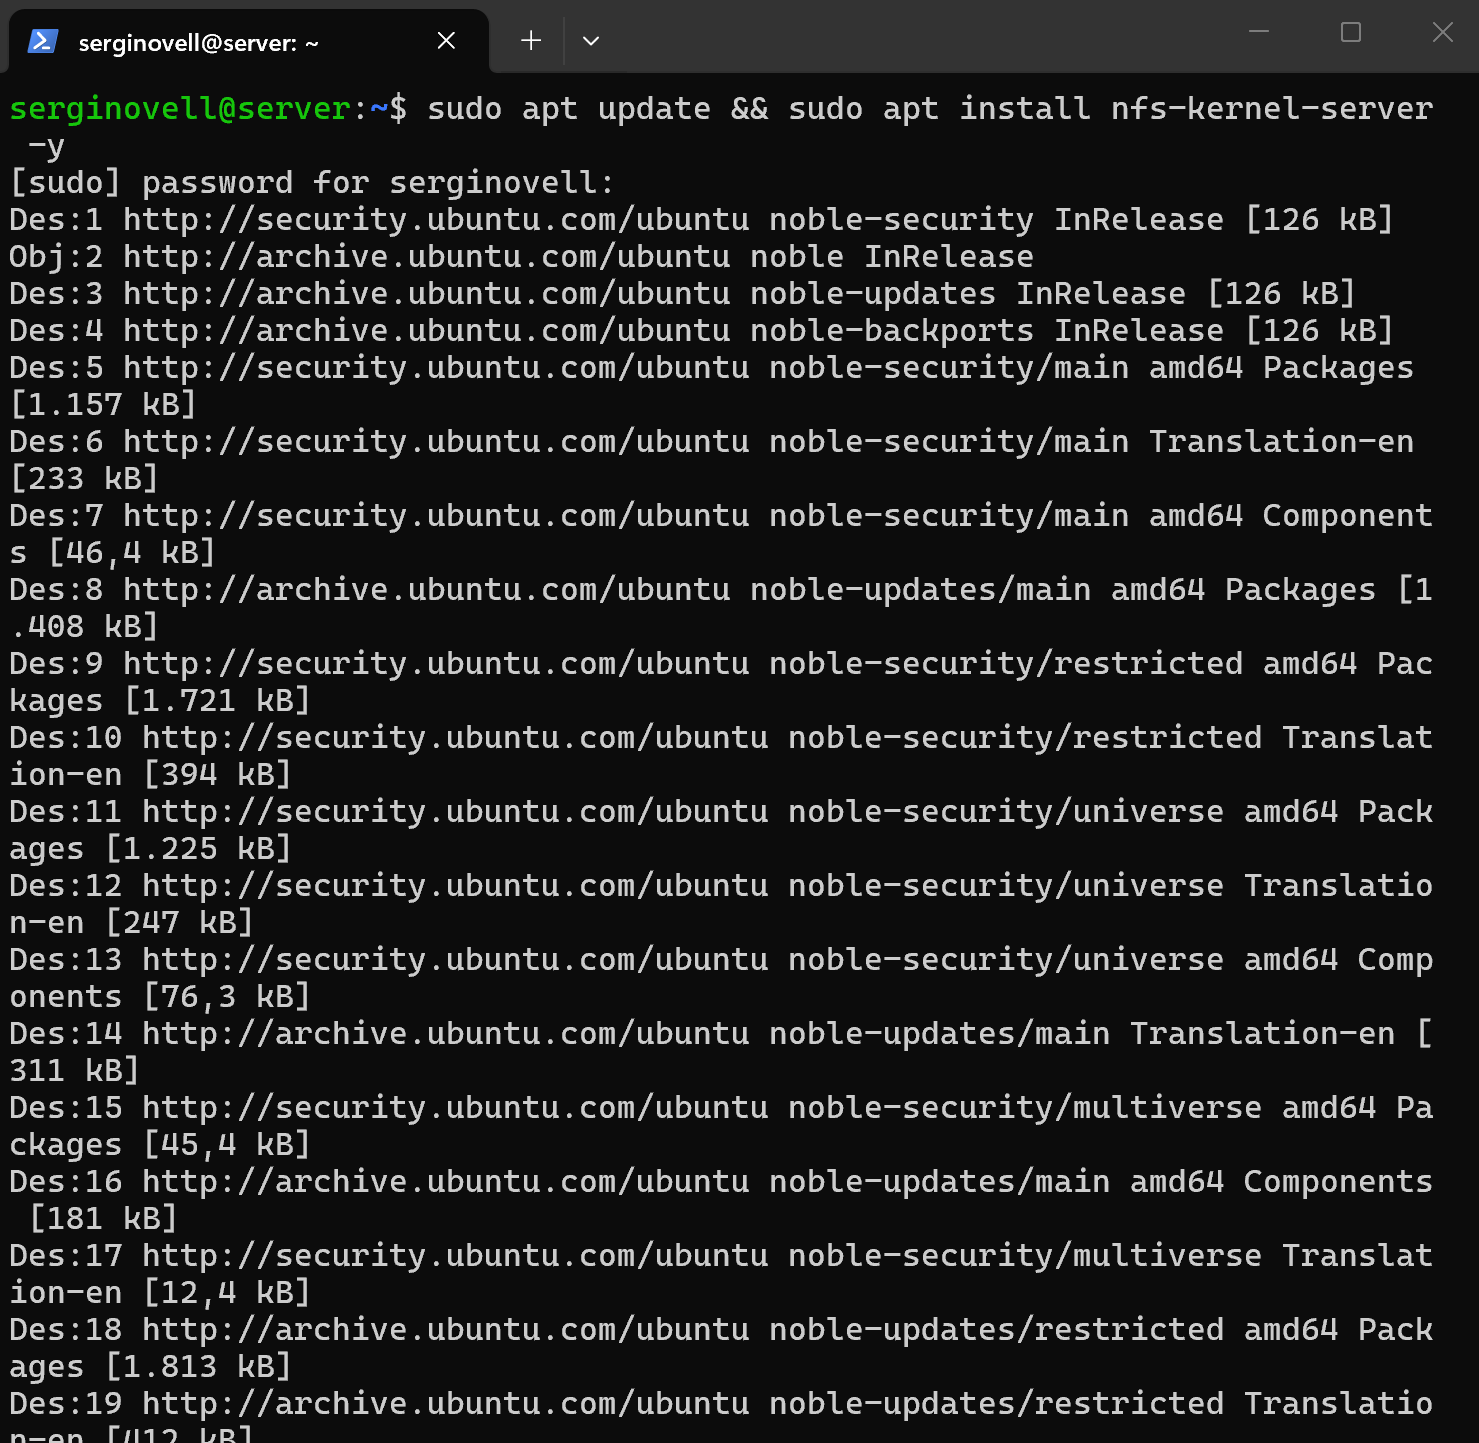 serginovell@server: ~
serginovell@server:~$ sudo apt update && sudo apt install nfs-kernel-server
 -y
[sudo] password for serginovell:
Des:1 http://security.ubuntu.com/ubuntu noble-security InRelease [126 kB]
Obj:2 http://archive.ubuntu.com/ubuntu noble InRelease
Des:3 http://archive.ubuntu.com/ubuntu noble-updates InRelease [126 kB]
Des:4 http://archive.ubuntu.com/ubuntu noble-backports InRelease [126 kB]
Des:5 http://security.ubuntu.com/ubuntu noble-security/main amd64 Packages
[1.157 kB]
Des:6 http://security.ubuntu.com/ubuntu noble-security/main Translation-en
[233 kB]
Des:7 http://security.ubuntu.com/ubuntu noble-security/main amd64 Component
s [46,4 kB]
Des:8 http://archive.ubuntu.com/ubuntu noble-updates/main amd64 Packages [1
.408 kB]
Des:9 http://security.ubuntu.com/ubuntu noble-security/restricted amd64 Pac
kages [1.721 kB]
Des:10 http://security.ubuntu.com/ubuntu noble-security/restricted Translat
ion-en [394 kB]
Des:11 http://security.ubuntu.com/ubuntu noble-security/universe amd64 Pack
ages [1.225 kB]
Des:12 http://security.ubuntu.com/ubuntu noble-security/universe Translatio
n-en [247 kB]
Des:13 http://security.ubuntu.com/ubuntu noble-security/universe amd64 Comp
onents [76,3 kB]
Des:14 http://archive.ubuntu.com/ubuntu noble-updates/main Translation-en [
311 kB]
Des:15 http://security.ubuntu.com/ubuntu noble-security/multiverse amd64 Pa
ckages [45,4 kB]
Des:16 http://archive.ubuntu.com/ubuntu noble-updates/main amd64 Components
 [181 kB]
Des:17 http://security.ubuntu.com/ubuntu noble-security/multiverse Translat
ion-en [12,4 kB]
Des:18 http://archive.ubuntu.com/ubuntu noble-updates/restricted amd64 Pack
ages [1.813 kB]
Des:19 http://archive.ubuntu.com/ubuntu noble-updates/restricted Translatio
n-en [412 kB]